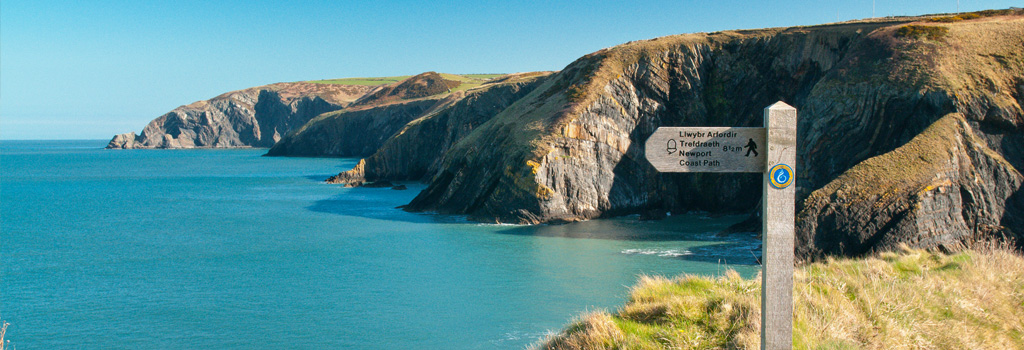 Llwybr Arfordir
Trefdraeth
Newport 8½m
Coast Path